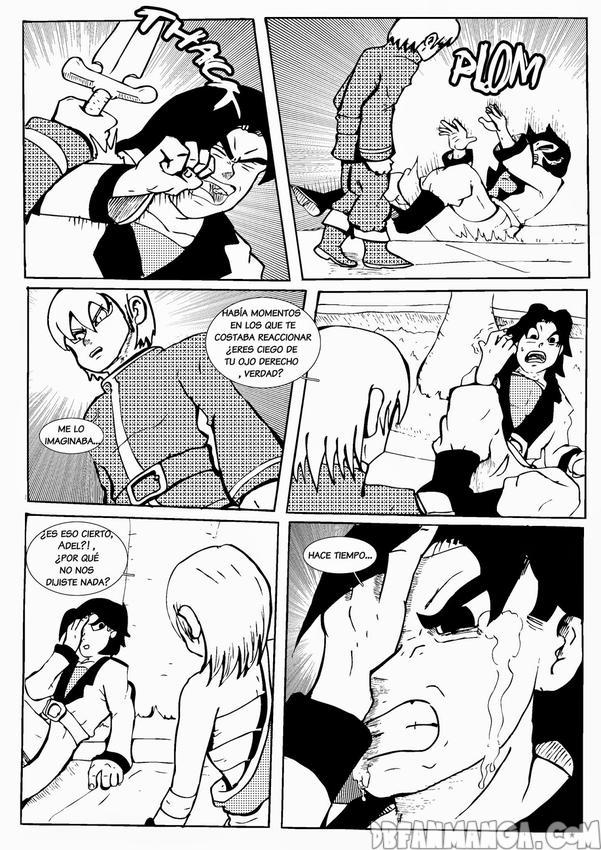 THACK
PLOM
HABÍA MOMENTOS
EN LOS QUE TE
COSTABA REACCIONAR
¿ERES CIEGO DE
TU OJO DERECHO
, VERDAD?
ME LO
IMAGINABA...
¿ES ESO CIERTO,
ADEL?! ,
¿POR QUÉ
NO NOS
DIJISTE NADA?
HACE TIEMPO...
DBFANMANGA.COM